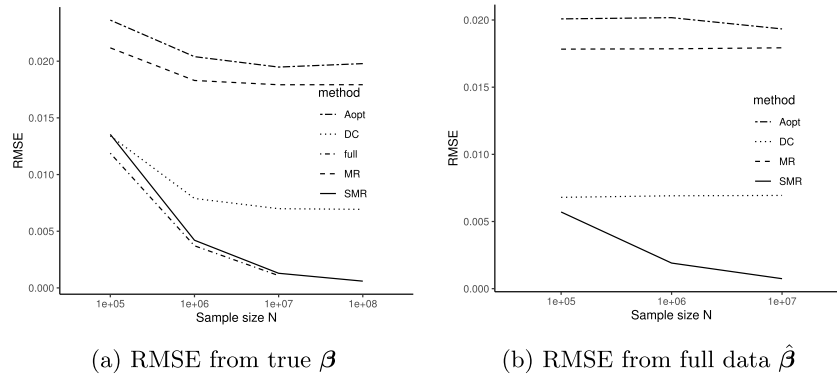 0.020
0.015
0.010
0.005
0.000
RMSE
1e+05
1e+06
1e+07
1e+08
Sample size N
method
Aopt
DC
full
MR
SMR
(a) RMSE from true β
0.020
0.015
0.010
0.005
0.000
RMSE
1e+05
1e+06
1e+07
Sample size N
method
Aopt
DC
MR
SMR
(b) RMSE from full data β̂